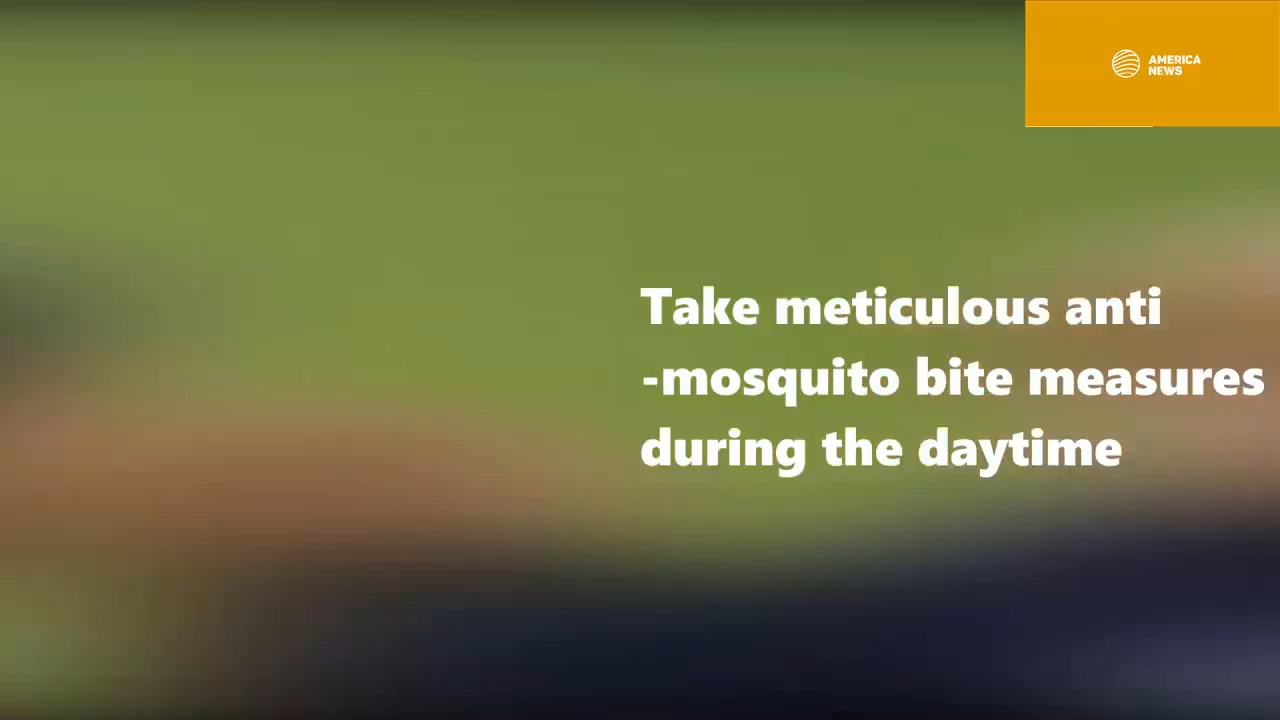 AMERICA
NEWS
Take meticulous anti
-mosquito bite measures
during the daytime